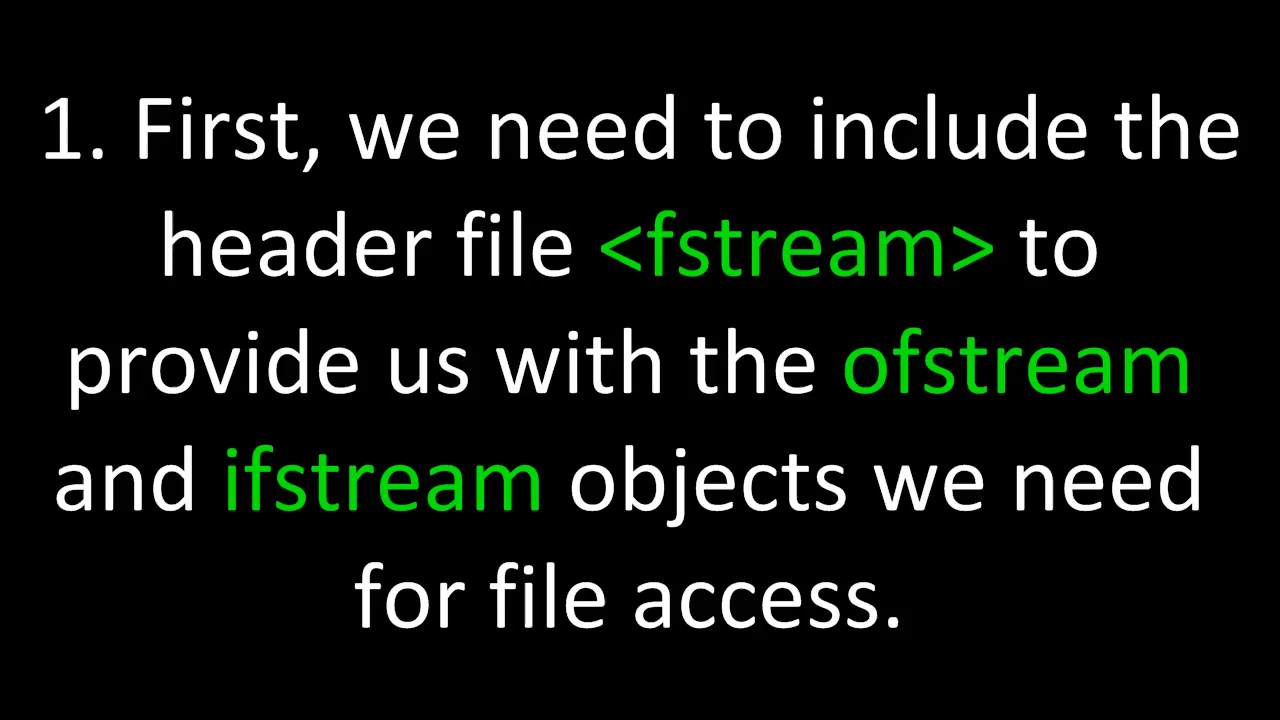 1. First, we need to include the
header file <fstream> to
provide us with the ofstream
and ifstream objects we need
for file access.